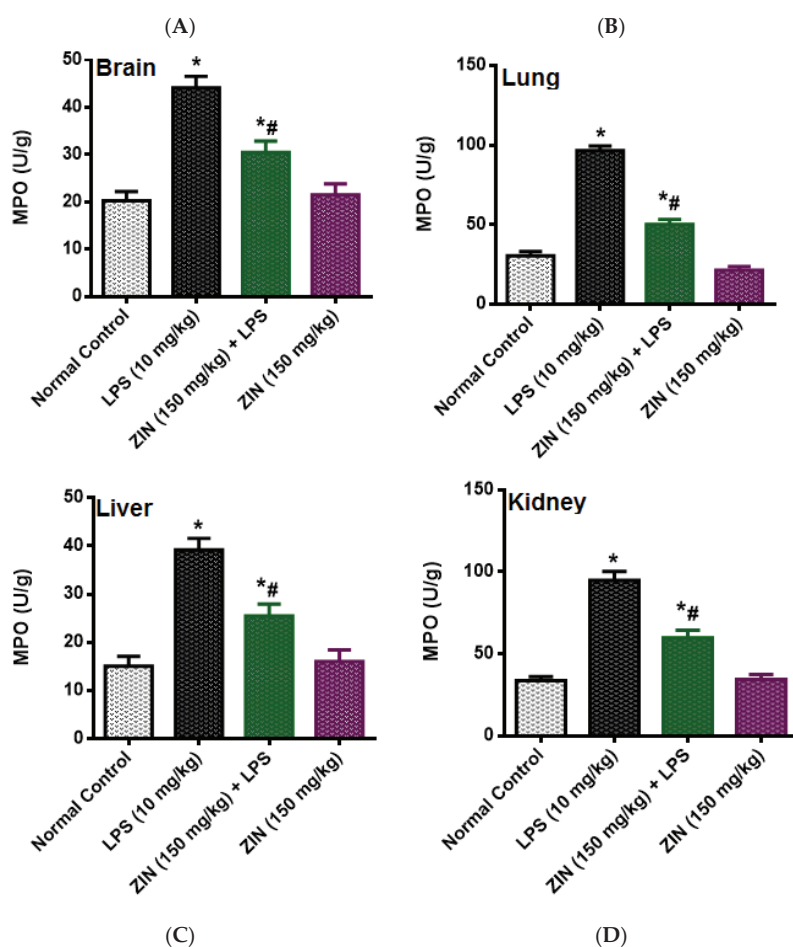 (A)
Brain
MPO (U/g)
50
40
30
20
10
0
*
*#
Normal Control
LPS (10 mg/kg)
ZIN (150 mg/kg) + LPS
ZIN (150 mg/kg)
(B)
Lung
MPO (U/g)
150
100
50
0
*
*#
Normal Control
LPS (10 mg/kg)
ZIN (150 mg/kg) + LPS
ZIN (150 mg/kg)
Liver
MPO (U/g)
50
40
30
20
10
0
*
*#
Normal Control
LPS (10 mg/kg)
ZIN (150 mg/kg) + LPS
ZIN (150 mg/kg)
(C)
Kidney
MPO (U/g)
150
100
50
0
*
*#
Normal Control
LPS (10 mg/kg)
ZIN (150 mg/kg) + LPS
ZIN (150 mg/kg)
(D)